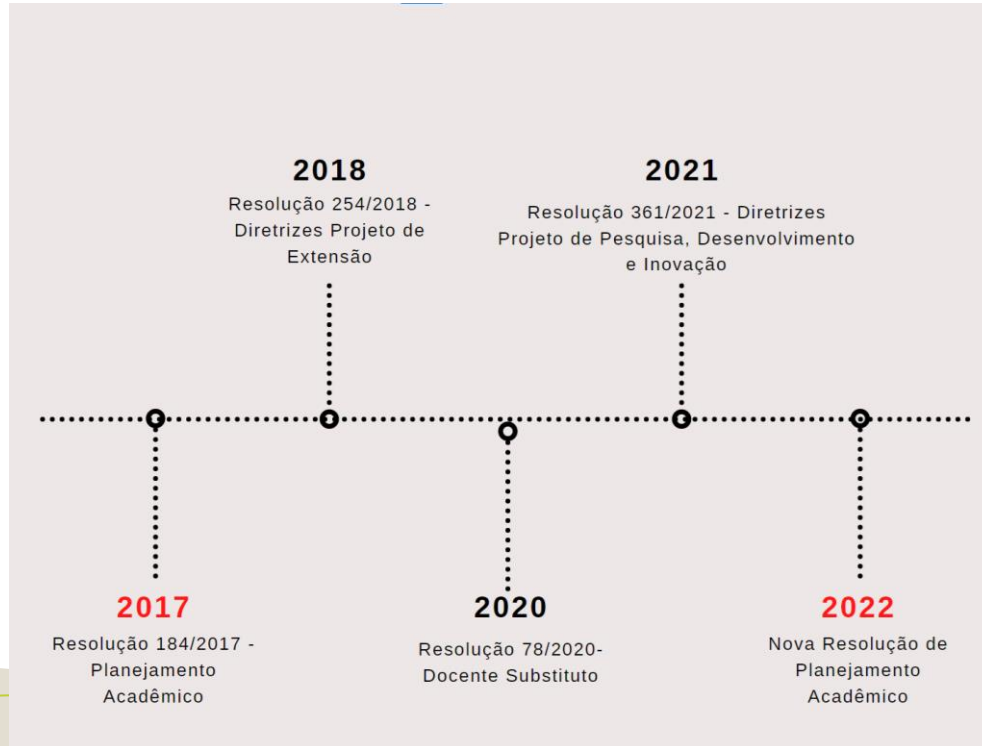 2018
Resolução 254/2018 -
Diretrizes Projeto de
Extensão
2021
Resolução 361/2021 - Diretrizes
Projeto de Pesquisa, Desenvolvimento
e Inovação
2017
Resolução 184/2017 -
Planejamento
Acadêmico
2020
Resolução 78/2020-
Docente Substituto
2022
Nova Resolução de
Planejamento
Acadêmico